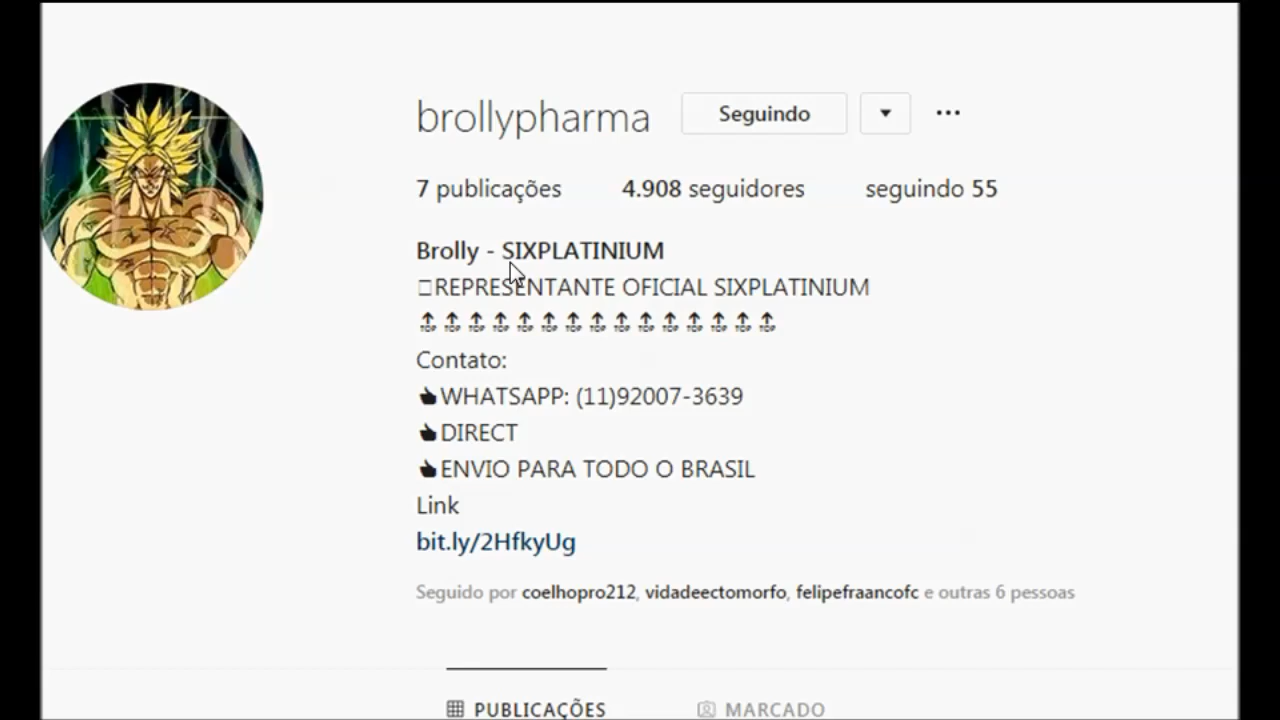 brollypharma Seguindo
7 publicações 4.908 seguidores seguindo 55
Brolly - SIXPLATINIUM
REPRESENTANTE OFICIAL SIXPLATINIUM
🔝🔝🔝🔝🔝🔝🔝🔝🔝🔝🔝🔝🔝🔝🔝
Contato:
WHATSAPP: (11)92007-3639
DIRECT
ENVIO PARA TODO O BRASIL
Link
bit.ly/2HfkyUg
Seguido por coelhopro212, vidadeectomorfo, felipefraancofc e outras 6 pessoas
PUBLICAÇÕES MARCADO